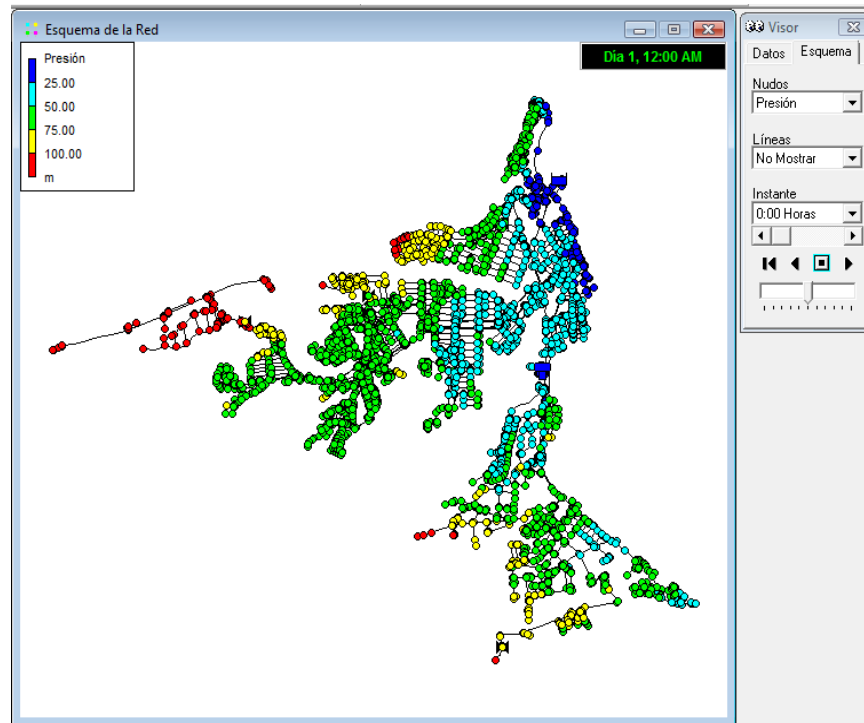 Esquema de la Red
Presión
25.00
50.00
75.00
100.00
m
Dia 1, 12:00 AM
Visor
Datos
Esquema
Nudos
Presión
Líneas
No Mostrar
Instante
0:00 Horas